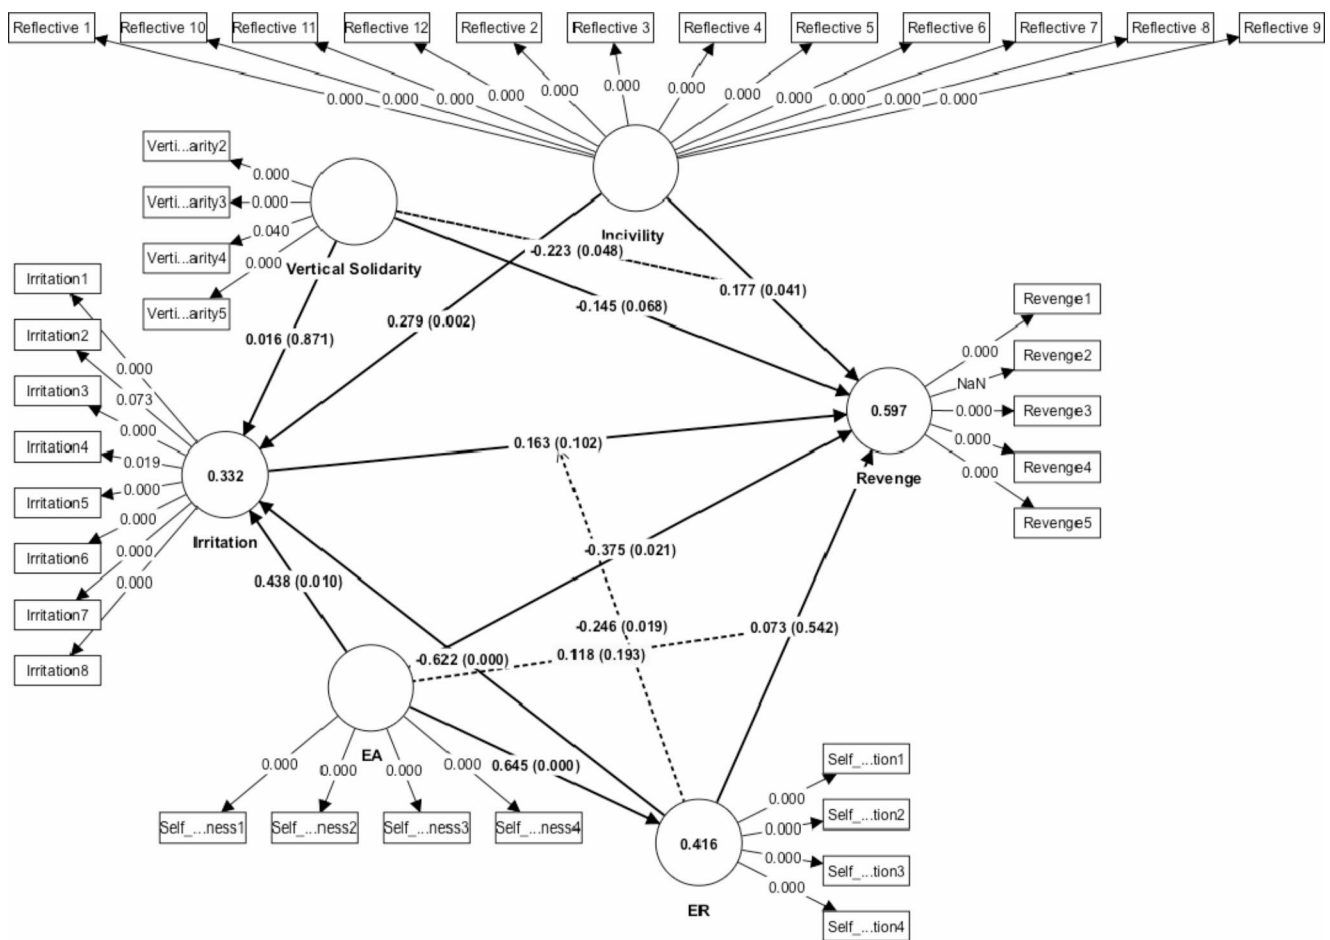 Reflective 1
Reflective 10
Reflective 11
Reflective 12
Reflective 2
Reflective 3
Reflective 4
Reflective 5
Reflective 6
Reflective 7
Reflective 8
Reflective 9
0.000
0.000
0.000
0.000
0.000
0.000
0.000
0.000
0.000
0.000
0.000
0.000
Verti...arity2
Verti...arity3
Verti...arity4
Verti...arity5
0.000
0.000
0.040
0.000
Vertical Solidarity
Incivility
-0.223 (0.048)
0.177 (0.041)
-0.145 (0.068)
0.279 (0.002)
0.016 (0.871)
Irritation1
Irritation2
Irritation3
Irritation4
Irritation5
Irritation6
Irritation7
Irritation8
0.000
0.073
0.000
0.019
0.000
0.000
0.000
0.000
0.332
Irritation
Revenge1
Revenge2
Revenge3
Revenge4
Revenge5
0.000
NaN
0.000
0.000
0.000
0.597
Revenge
0.163 (0.102)
-0.375 (0.021)
0.438 (0.010)
-0.246 (0.019)
0.073 (0.542)
0.118 (0.193)
-0.622 (0.000)
EA
0.645 (0.000)
0.000
0.000
0.000
0.000
Self_...ness1
Self_...ness2
Self_...ness3
Self_...ness4
Self_...tion1
Self_...tion2
Self_...tion3
Self_...tion4
0.000
0.000
0.000
0.000
0.416
ER